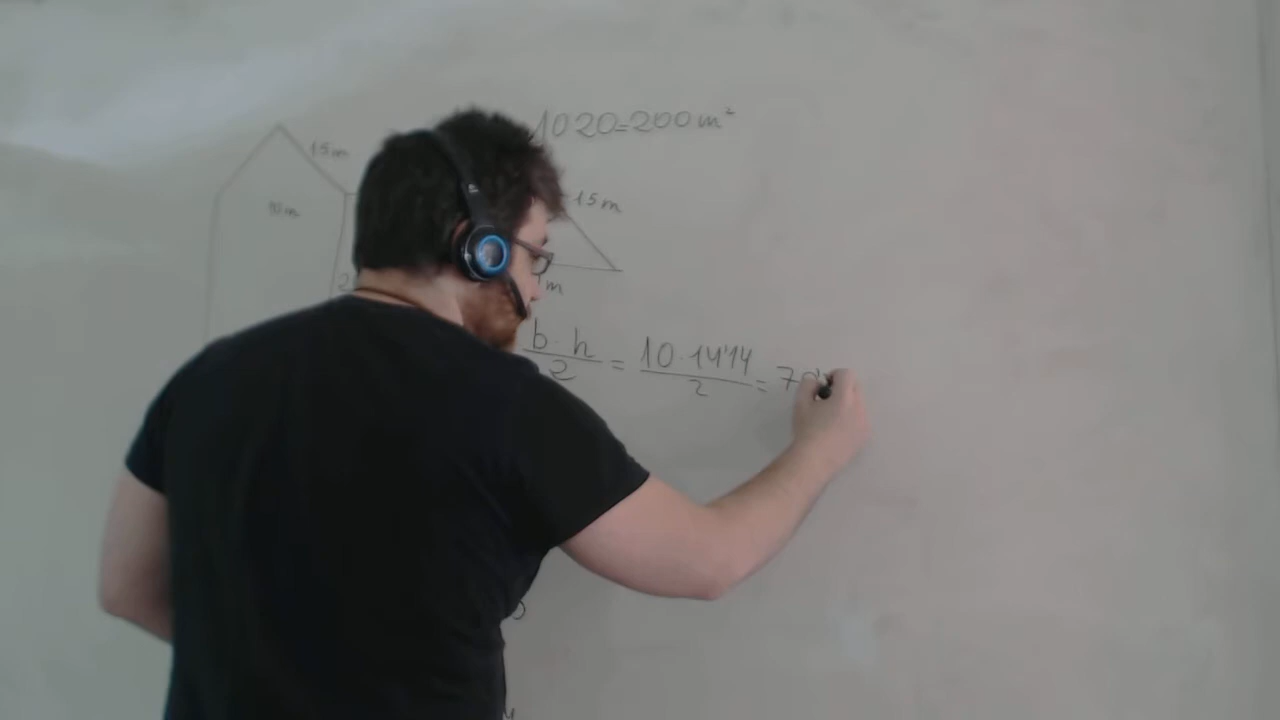 10 20=200 m²
15 m
15 m
10 m
m
b · h / 2 = 10 · 14'14 / 2 = 7